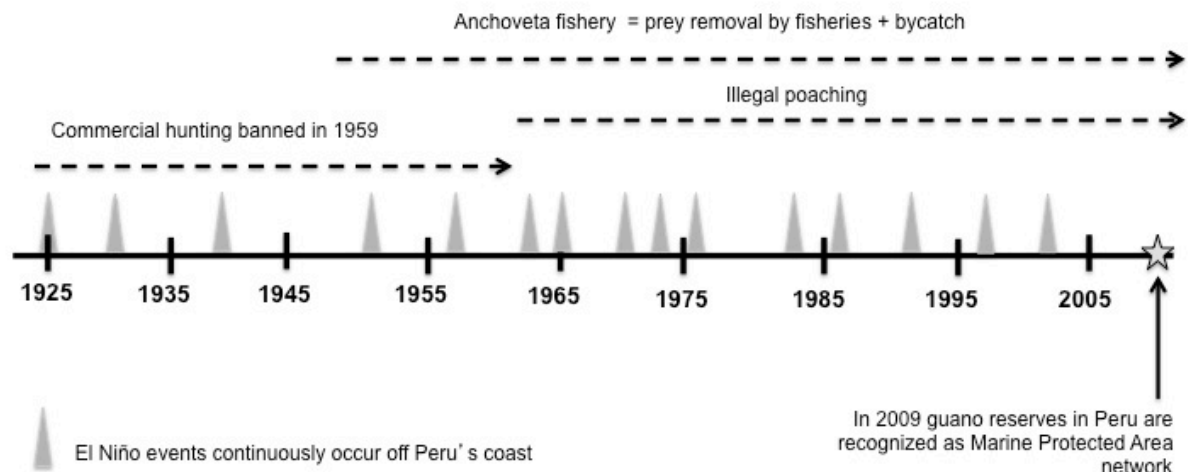 Anchoveta fishery = prey removal by fisheries + bycatch
Illegal poaching
Commercial hunting banned in 1959
1925
1935
1945
1955
1965
1975
1985
1995
2005
El Niño events continuously occur off Peru's coast
In 2009 guano reserves in Peru are
recognized as Marine Protected Area
network